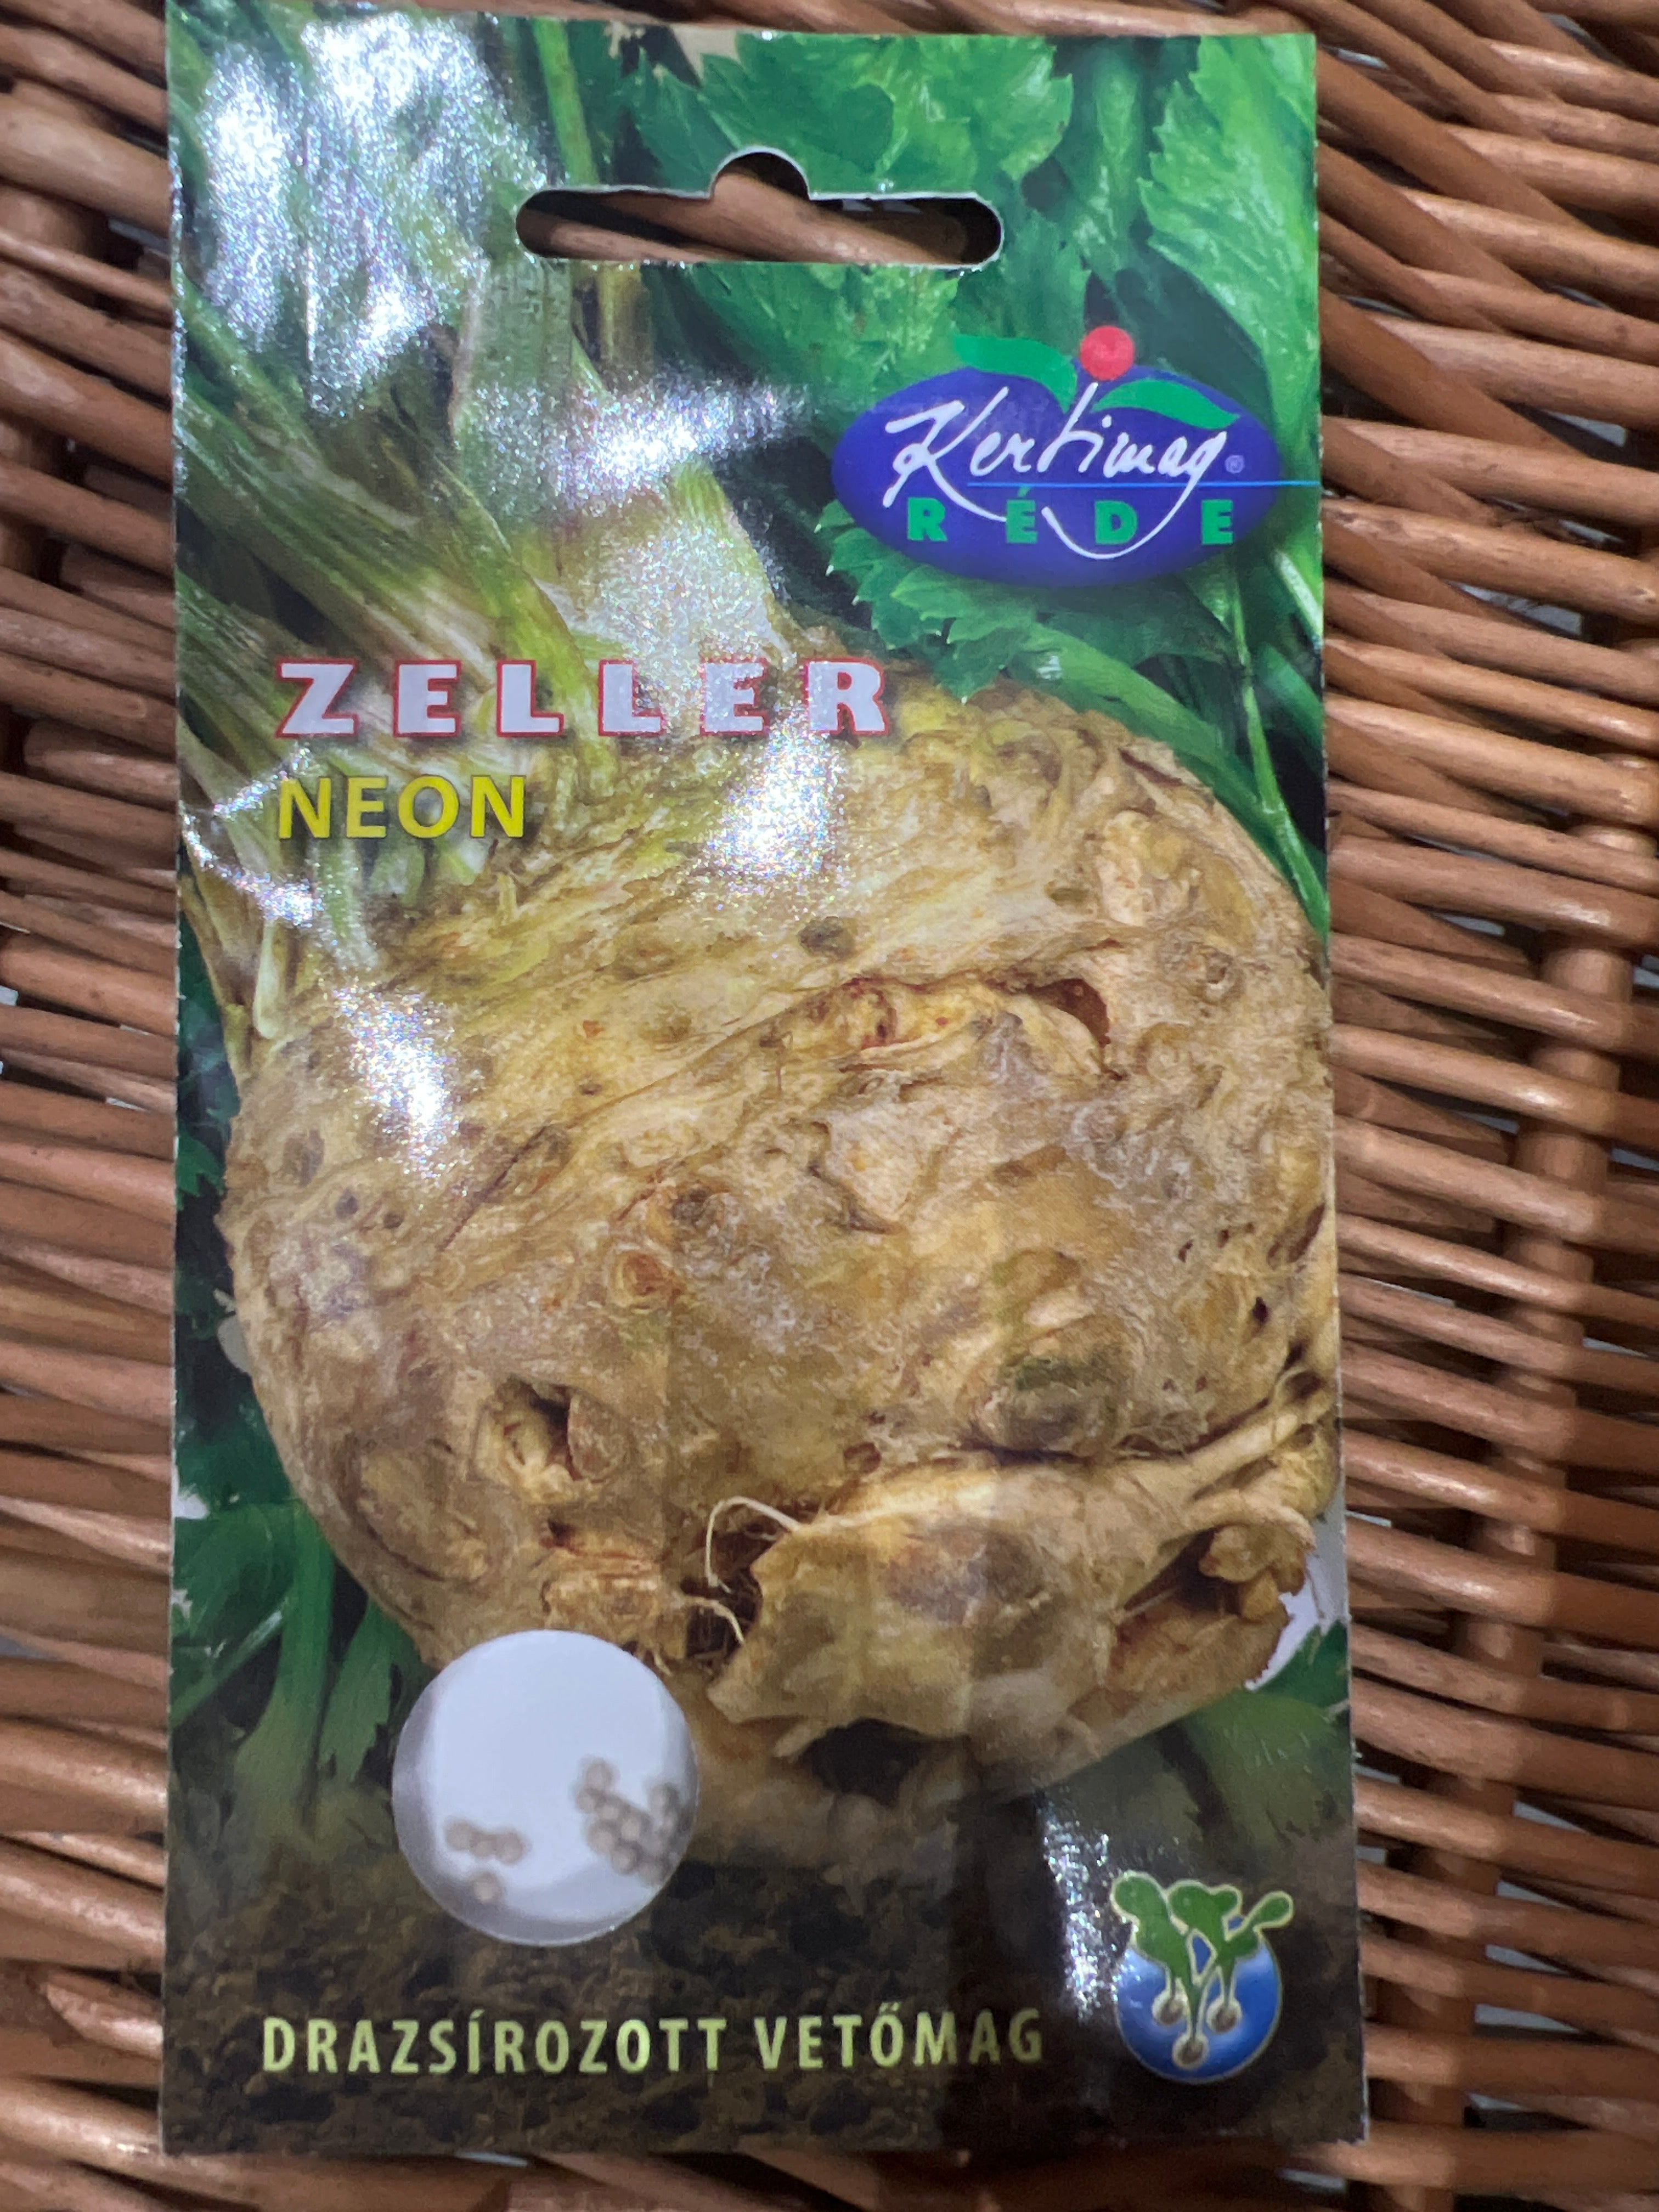 Kertimag®
RÉDE
ZELLER
NEON
DRAZSÍROZOTT VETŐMAG